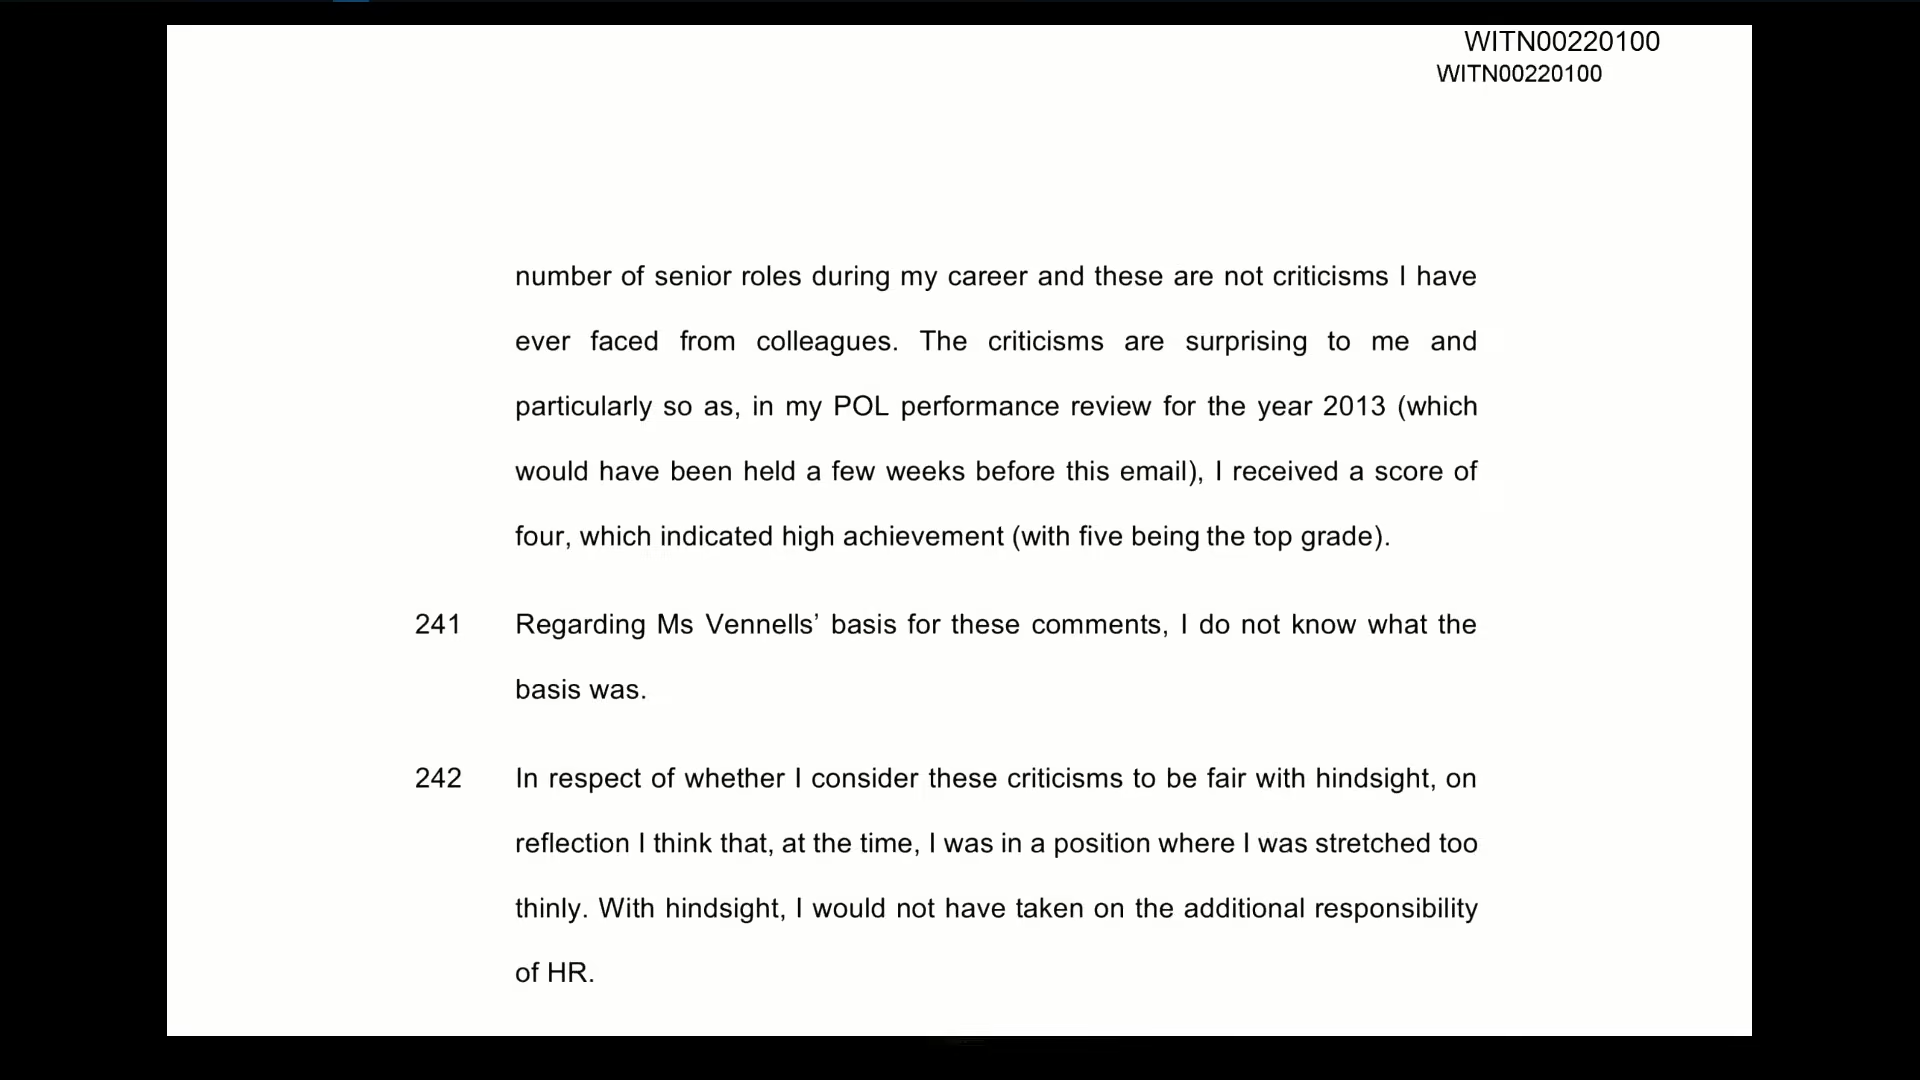 WITN00220100
WITN00220100
number of senior roles during my career and these are not criticisms I have
ever faced from colleagues. The criticisms are surprising to me and
particularly so as, in my POL performance review for the year 2013 (which
would have been held a few weeks before this email), I received a score of
four, which indicated high achievement (with five being the top grade).
241 Regarding Ms Vennells’ basis for these comments, I do not know what the
basis was.
242 In respect of whether I consider these criticisms to be fair with hindsight, on
reflection I think that, at the time, I was in a position where I was stretched too
thinly. With hindsight, I would not have taken on the additional responsibility
of HR.